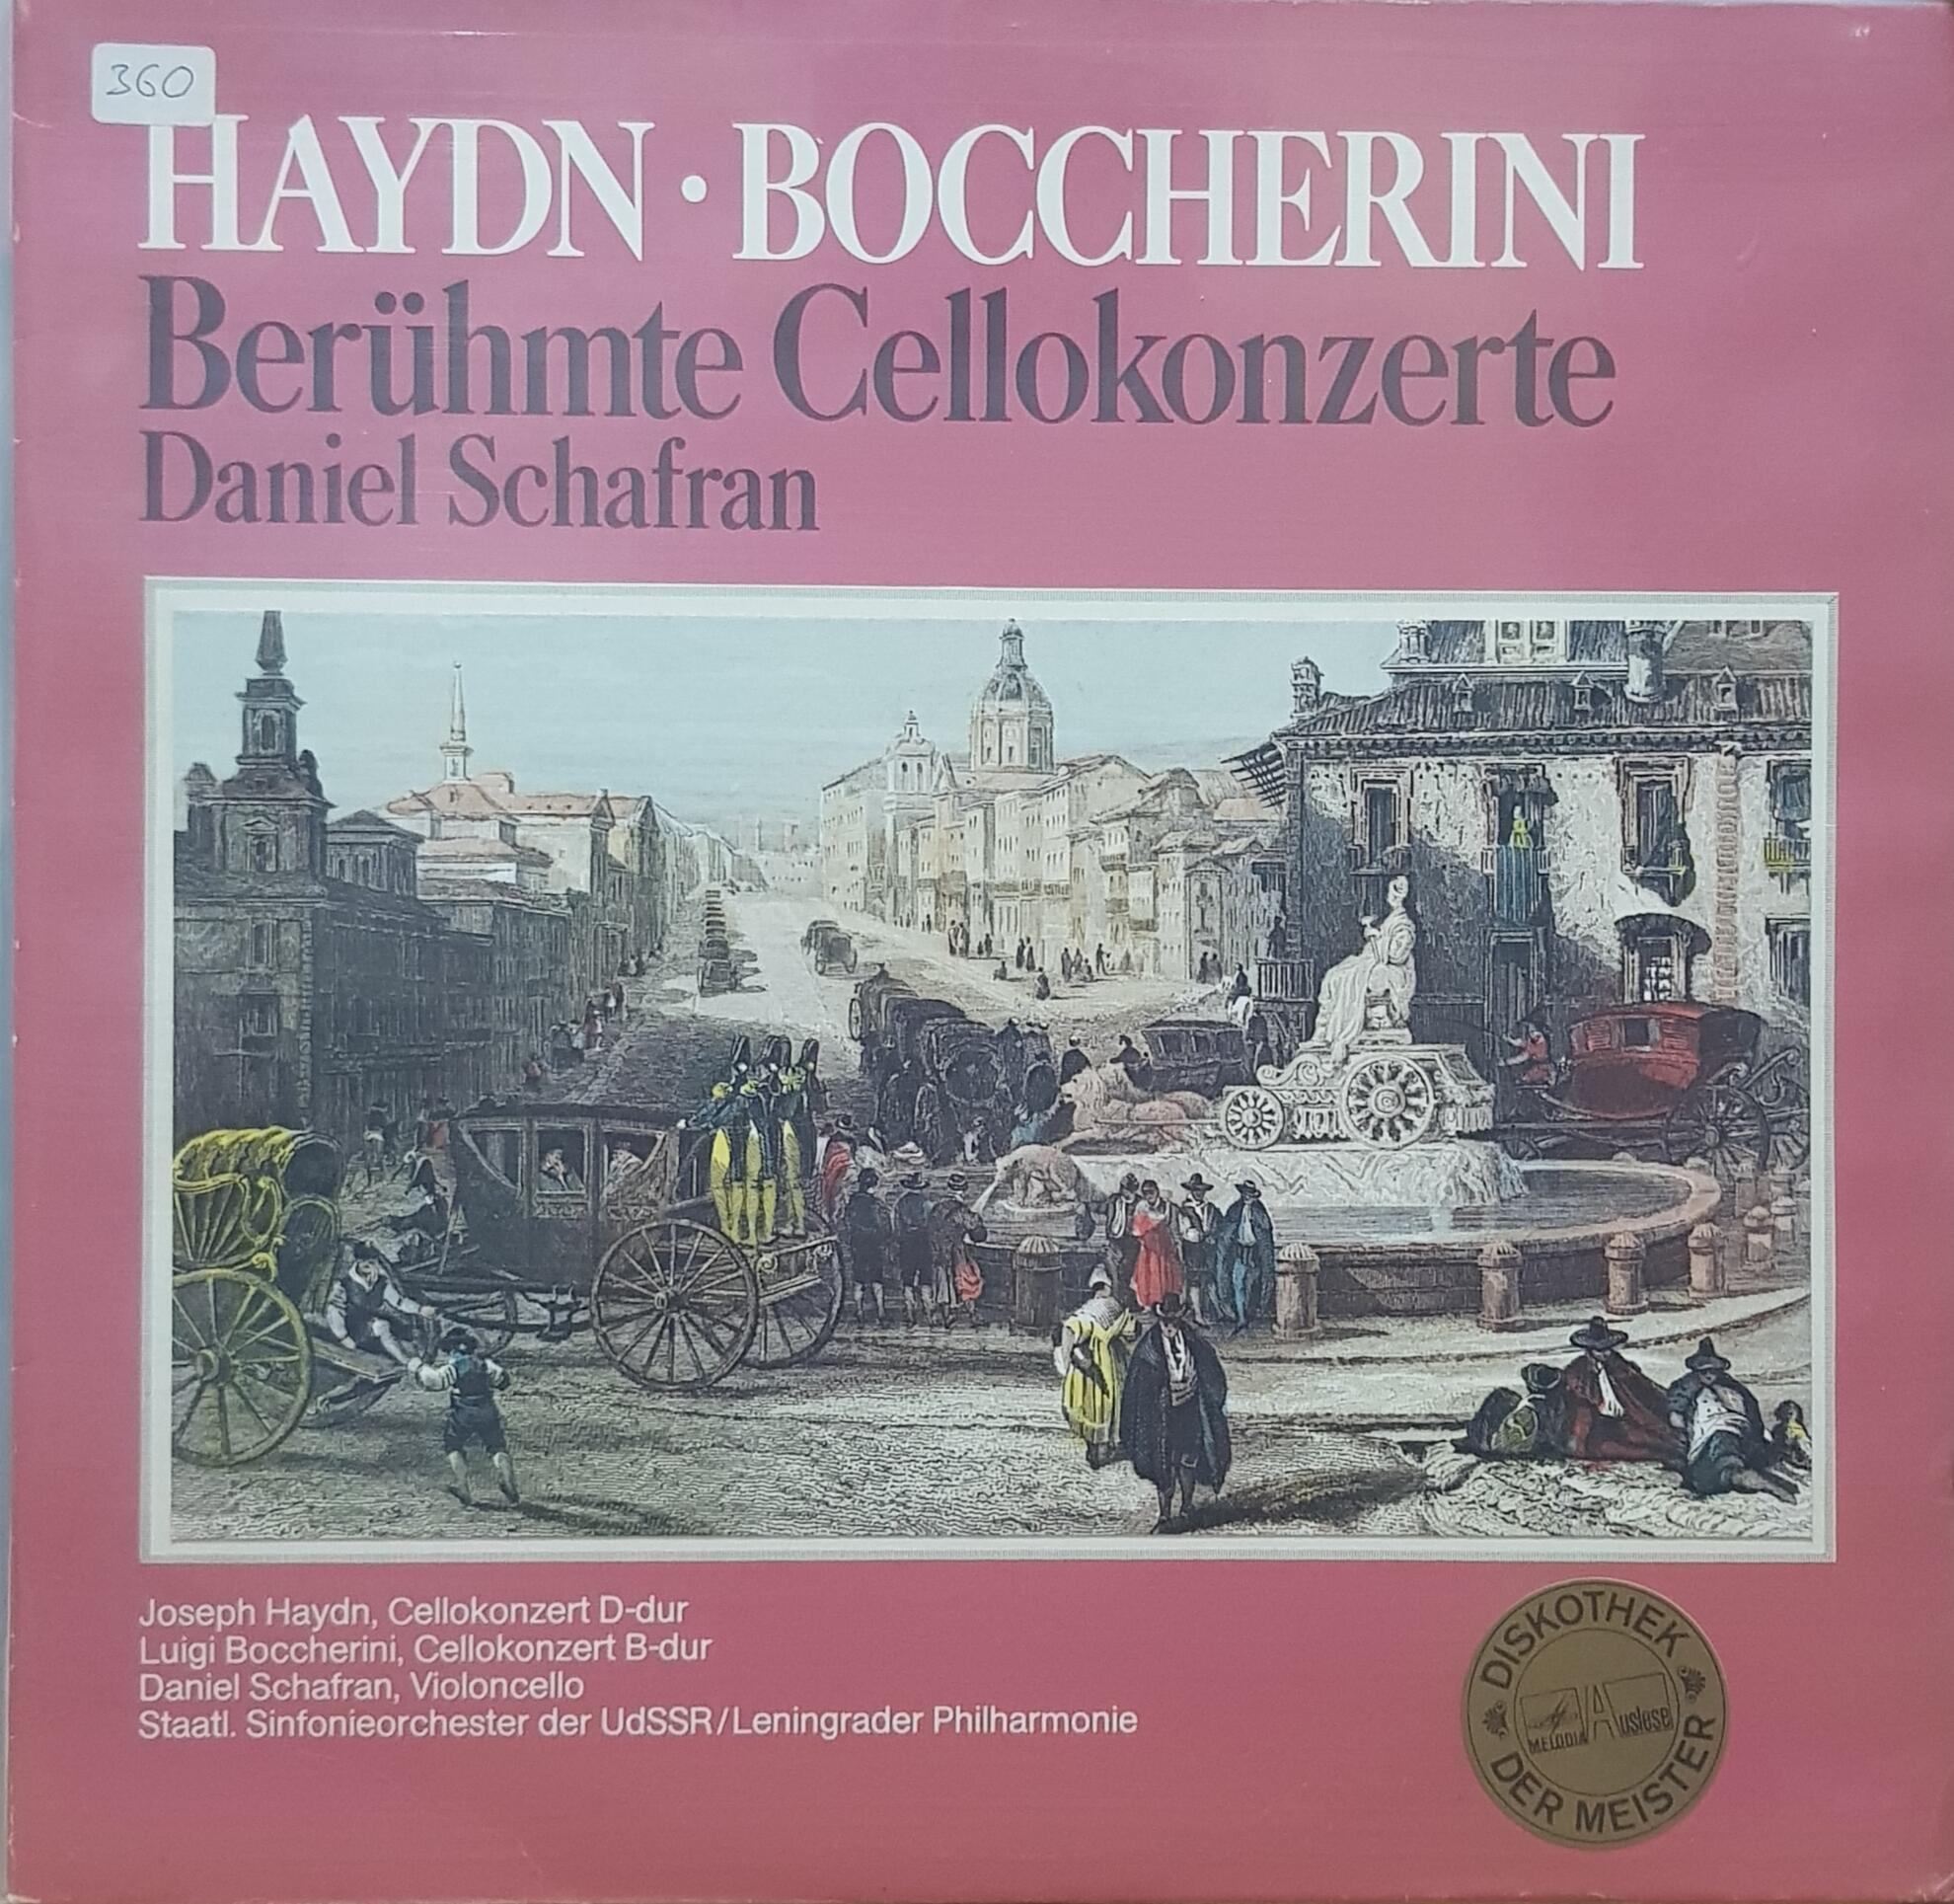 360
HAYDN · BOCCHERINI
Berühmte Cellokonzerte
Daniel Schafran
Joseph Haydn, Cellokonzert D-dur
Luigi Boccherini, Cellokonzert B-dur
Daniel Schafran, Violoncello
Staatl. Sinfonieorchester der UdSSR/Leningrader Philharmonie
DISKOTHEK
MELODIA Auslese
DER MEISTER